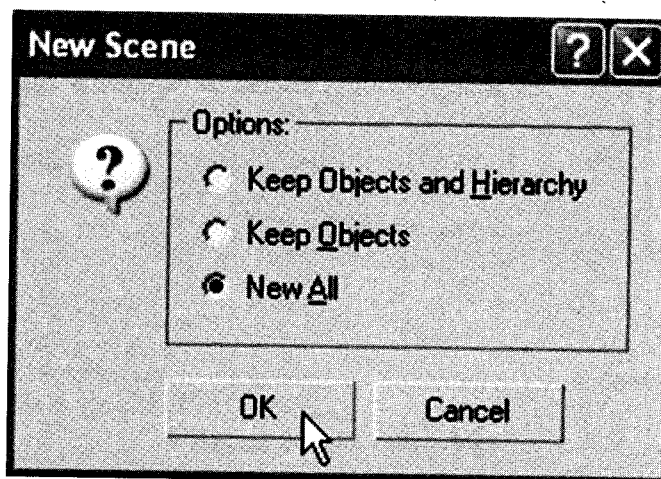 New Scene
Options:
Keep Objects and Hierarchy
Keep Objects
New All
OK
Cancel